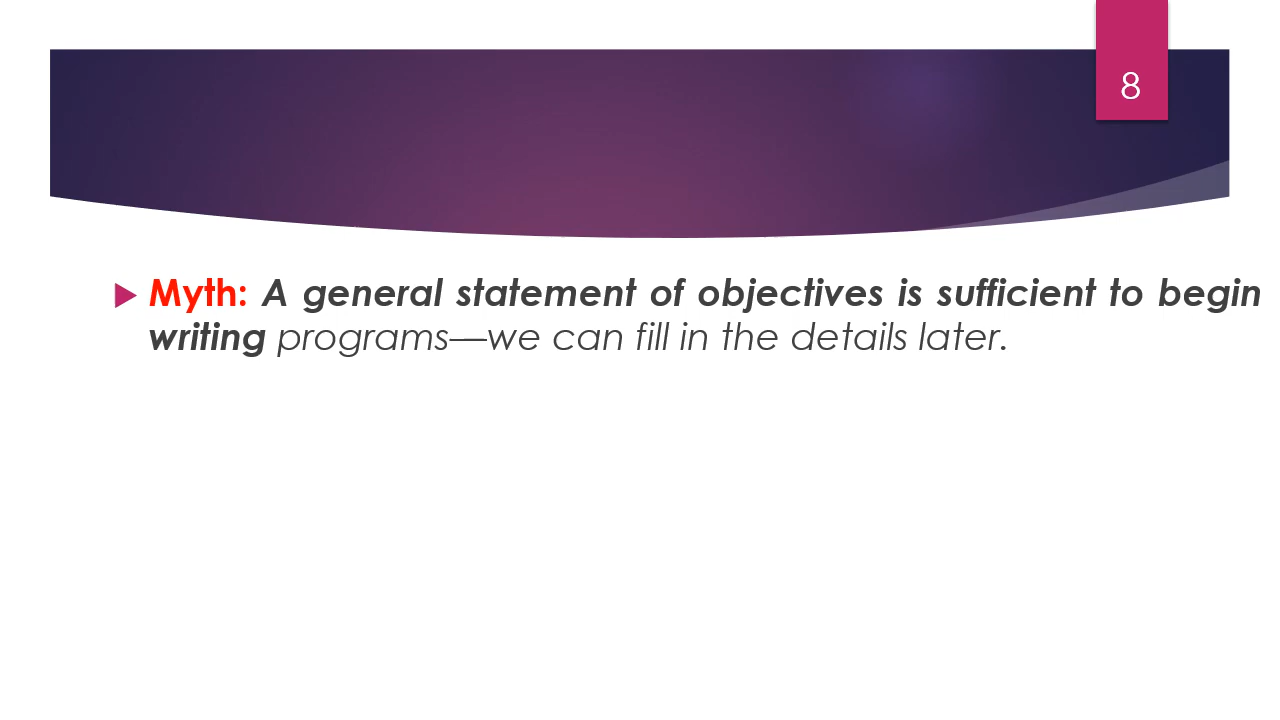 8
Myth: A general statement of objectives is sufficient to begin
writing programs—we can fill in the details later.